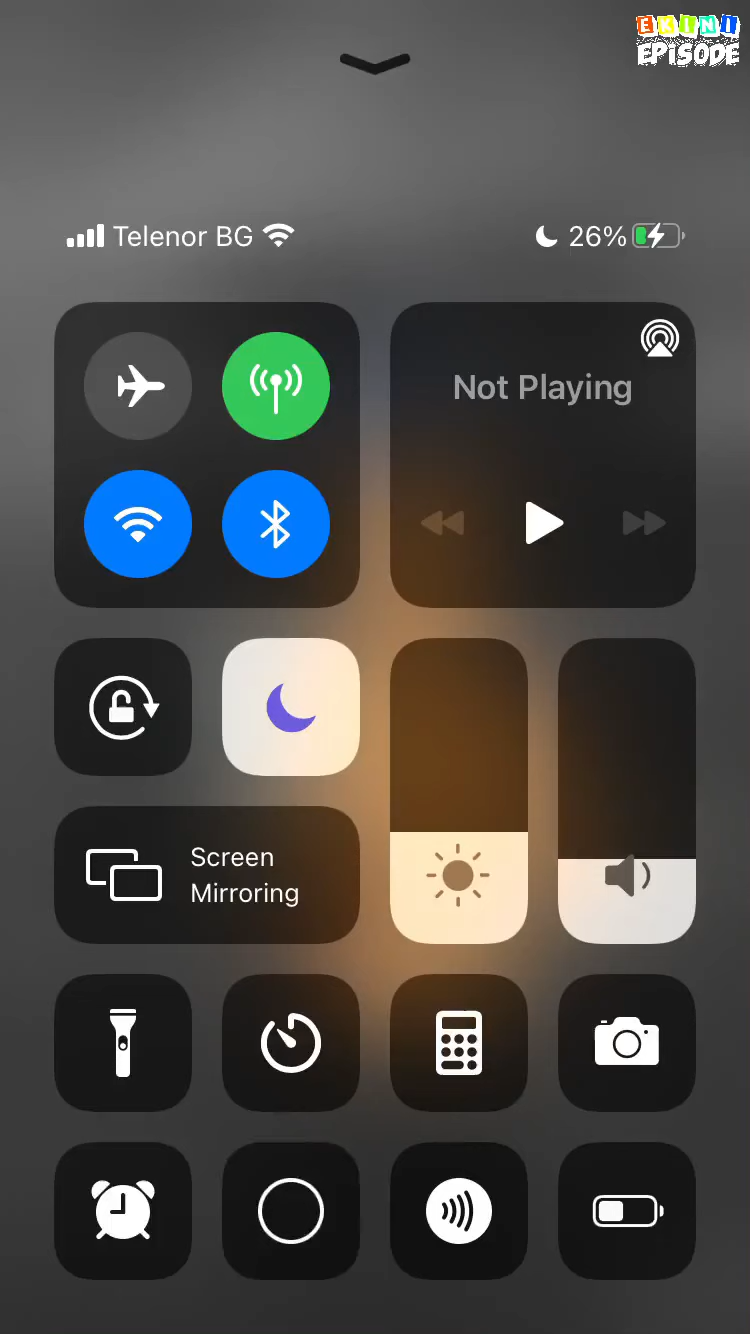 EKINI
EPISODE
Telenor BG
26%
Not Playing
Screen
Mirroring